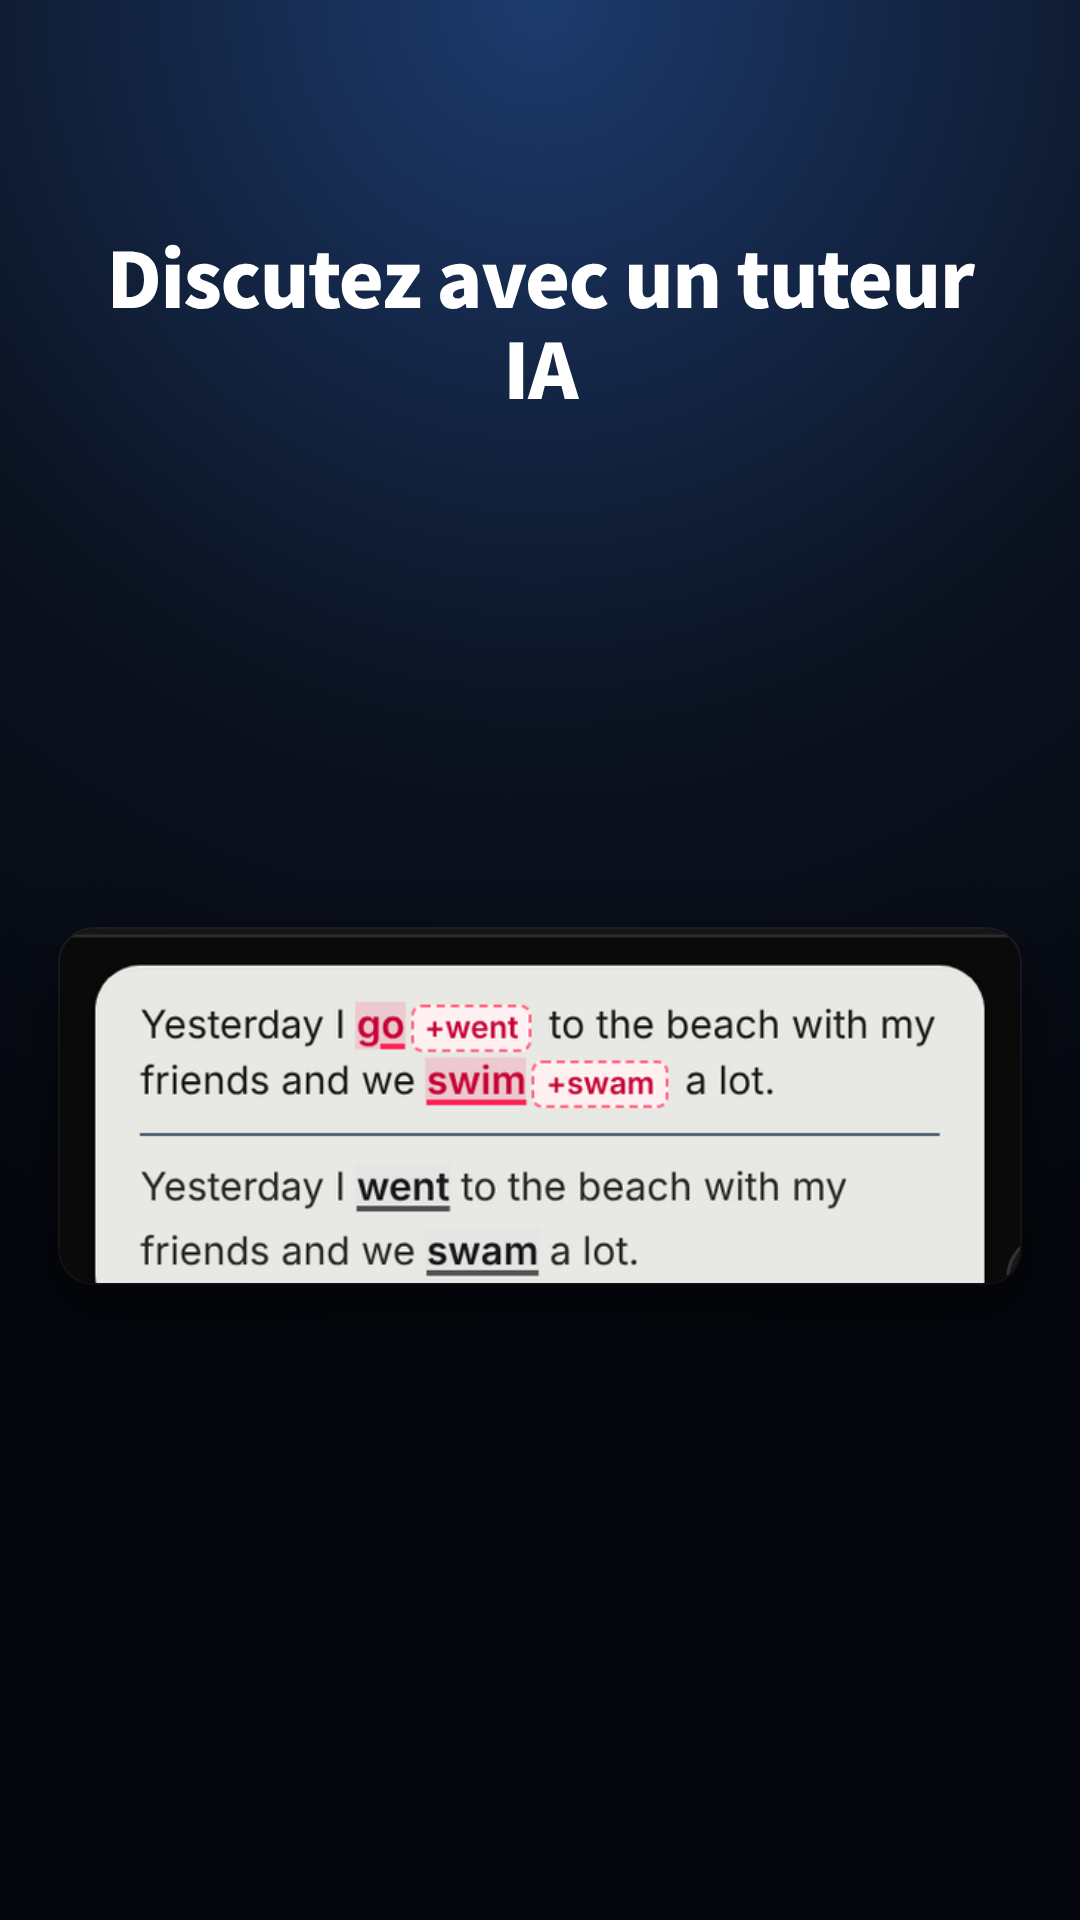 Discutez avec un tuteur
IA
Yesterday I go +went to the beach with my
friends and we swim +swam a lot.
Yesterday I went to the beach with my
friends and we swam a lot.